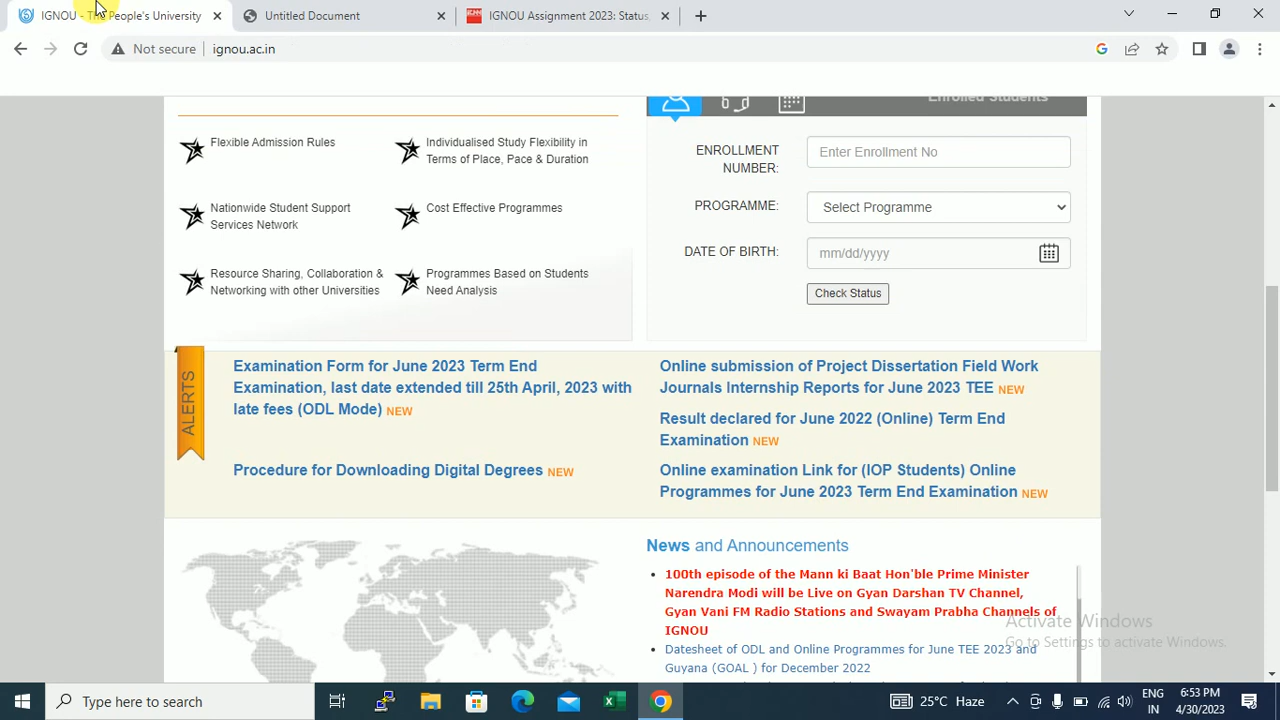 IGNOU - The People's University
Untitled Document
IGNOU Assignment 2023: Status,
Not secure
ignou.ac.in
Enrolled Students
Flexible Admission Rules
Individualised Study Flexibility in
Terms of Place, Pace & Duration
Nationwide Student Support
Services Network
Cost Effective Programmes
Resource Sharing, Collaboration &
Networking with other Universities
Programmes Based on Students
Need Analysis
ENROLLMENT
NUMBER:
Enter Enrollment No
PROGRAMME:
Select Programme
DATE OF BIRTH:
mm/dd/yyyy
Check Status
ALERTS
Examination Form for June 2023 Term End
Examination, last date extended till 25th April, 2023 with
late fees (ODL Mode) NEW
Procedure for Downloading Digital Degrees NEW
Online submission of Project Dissertation Field Work
Journals Internship Reports for June 2023 TEE NEW
Result declared for June 2022 (Online) Term End
Examination NEW
Online examination Link for (IOP Students) Online
Programmes for June 2023 Term End Examination NEW
News and Announcements
100th episode of the Mann ki Baat Hon'ble Prime Minister
Narendra Modi will be Live on Gyan Darshan TV Channel,
Gyan Vani FM Radio Stations and Swayam Prabha Channels of
IGNOU
Datesheet of ODL and Online Programmes for June TEE 2023 and
Guyana (GOAL ) for December 2022
Activate Windows
Go to Settings to activate Windows.
Type here to search
25°C Haze
ENG
IN
6:53 PM
4/30/2023